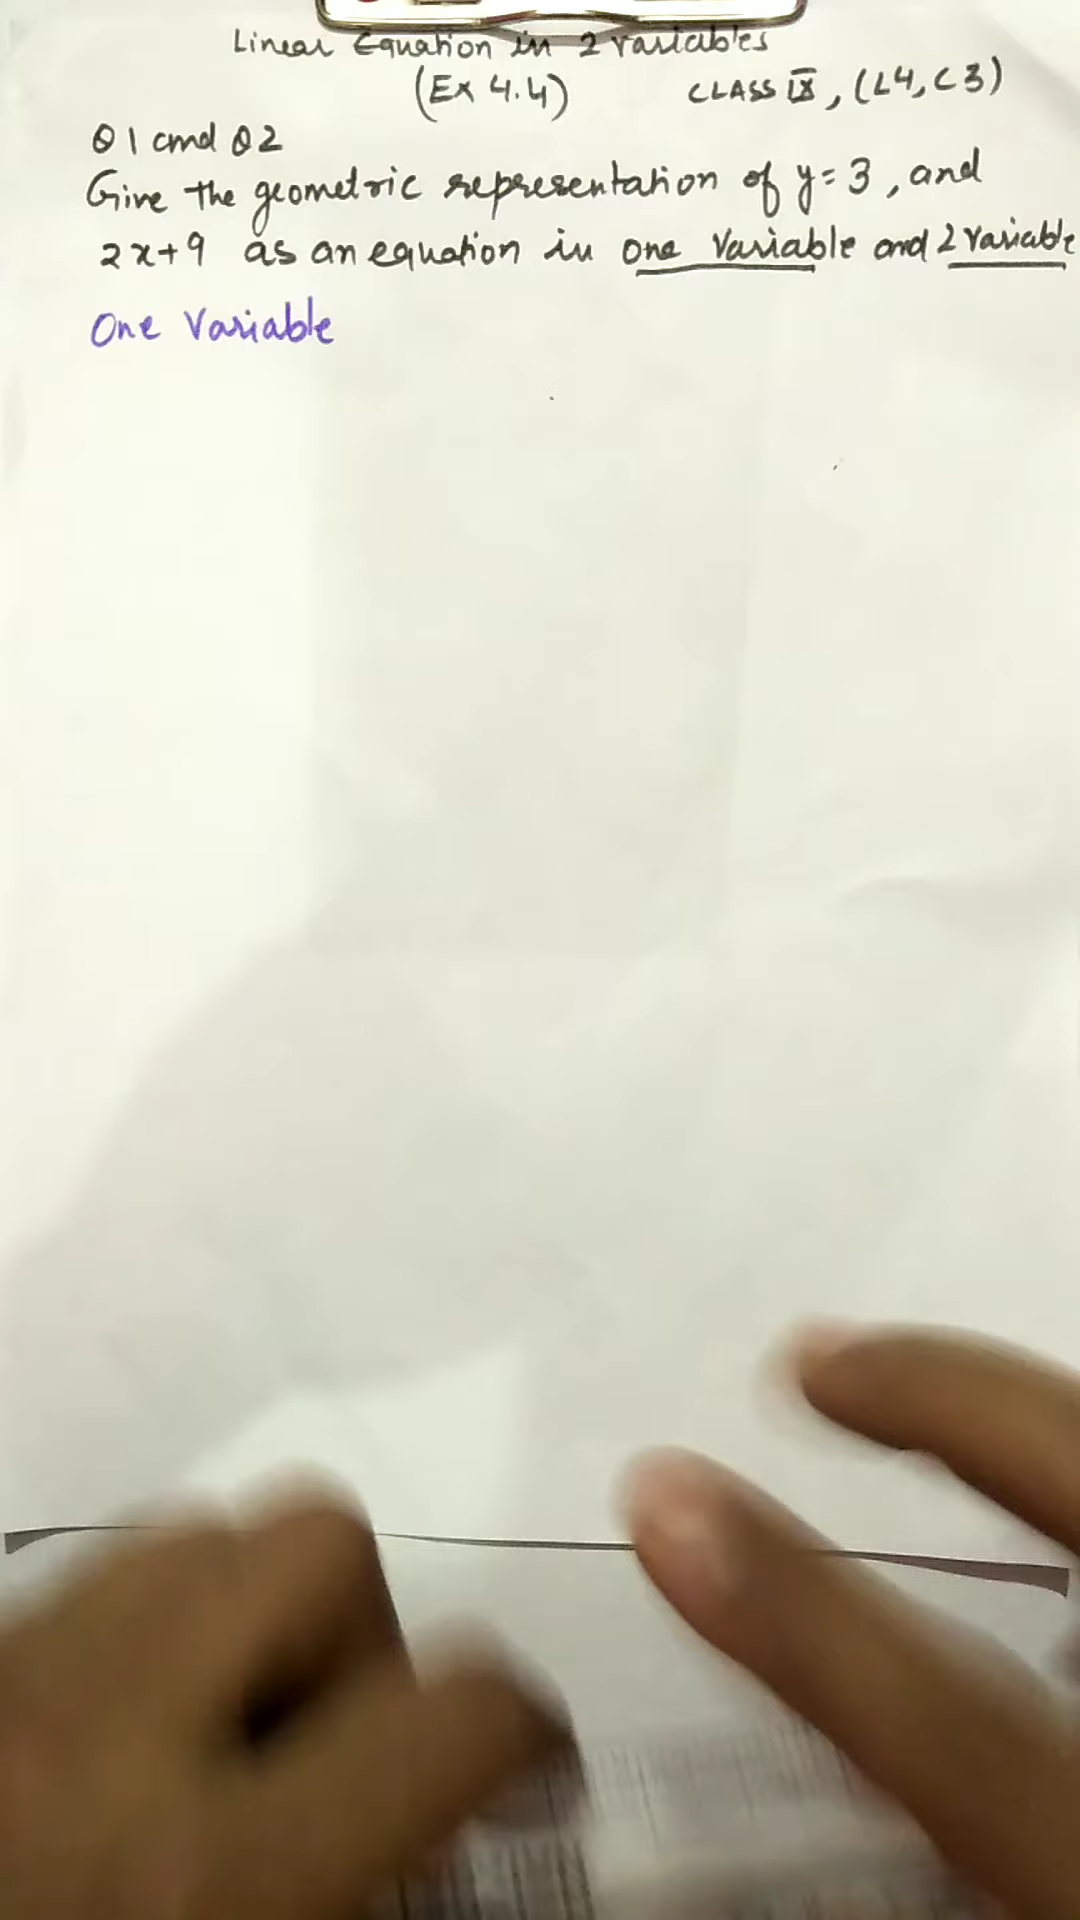 Linear Equation in 2 variables
(Ex 4.4) CLASS IX, (L4, C3)
Q1 and Q2
Give the geometric representation of y=3, and
2x+9 as an equation in one variable and 2 variable
One Variable